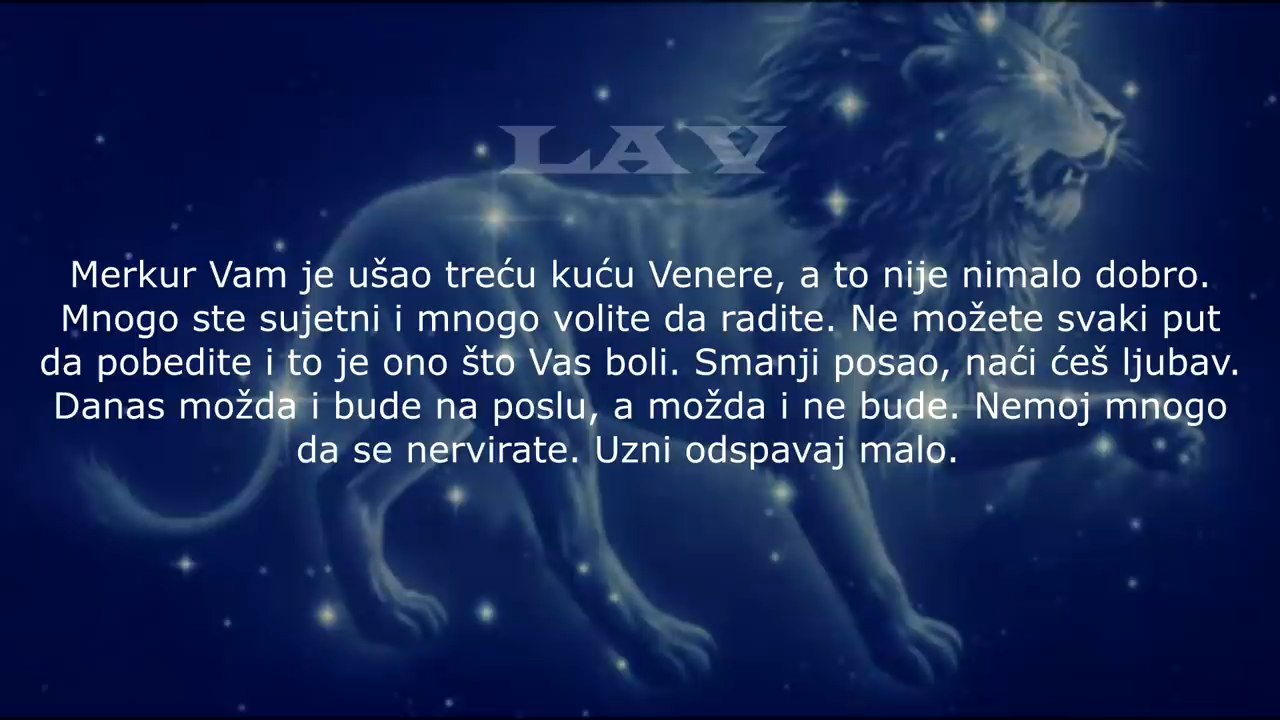 LAV
Merkur Vam je ušao treću kuću Venere, a to nije nimalo dobro.
Mnogo ste sujetni i mnogo volite da radite. Ne možete svaki put
da pobedite i to je ono što Vas boli. Smanji posao, naći ćeš ljubav.
Danas možda i bude na poslu, a možda i ne bude. Nemoj mnogo
da se nervirate. Uzni odspavaj malo.